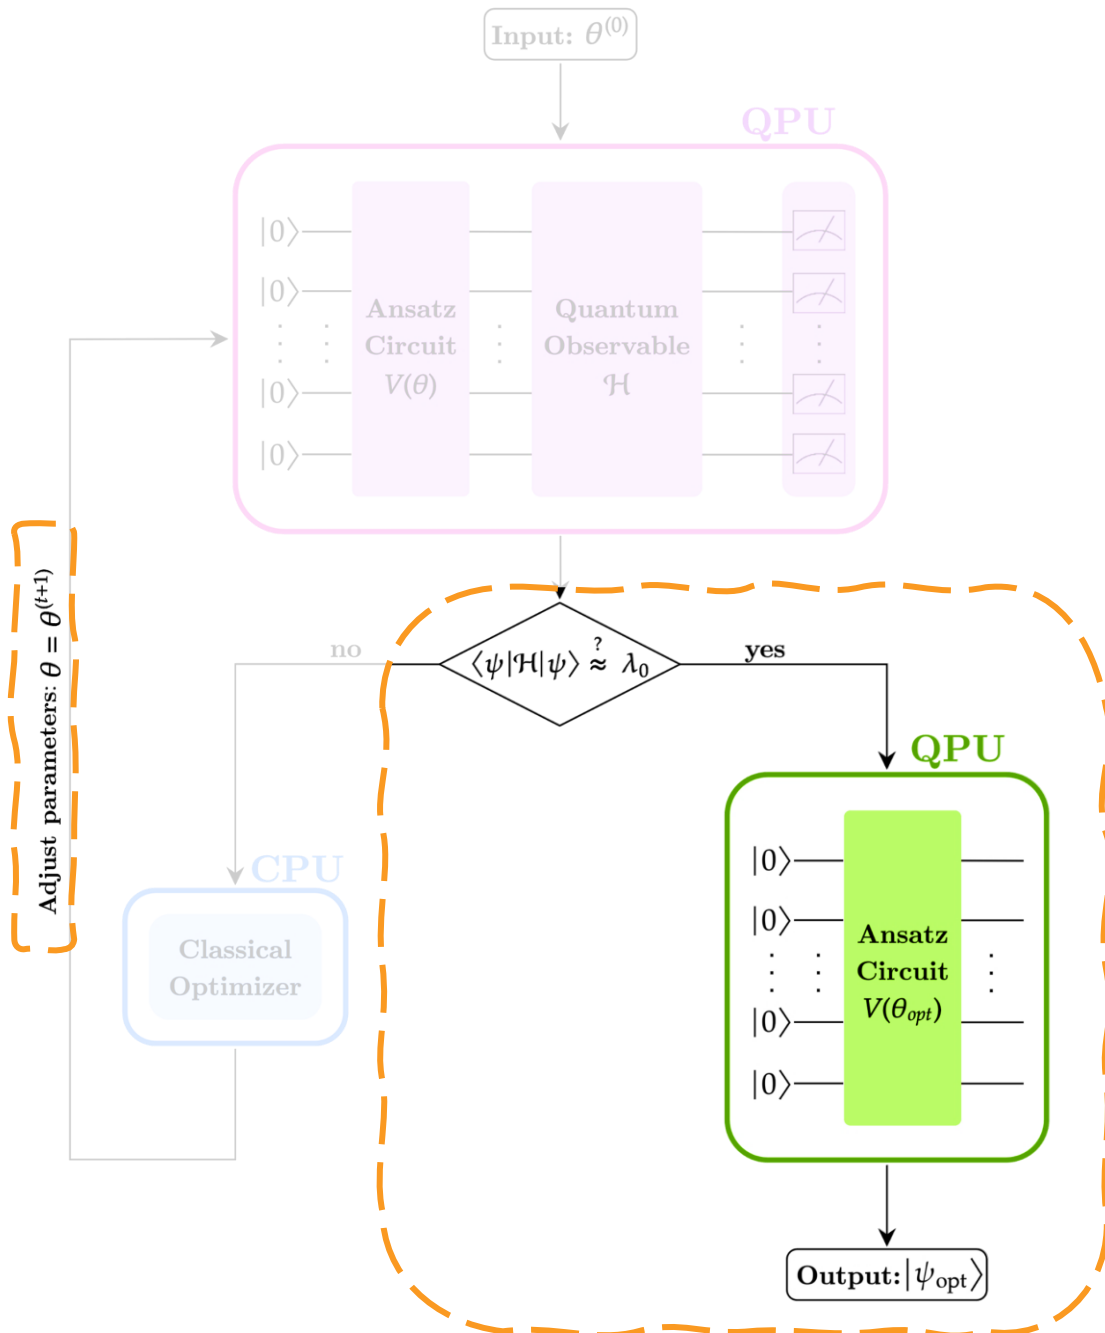 Input: θ⁽⁰⁾
QPU
|0⟩
|0⟩
|0⟩
|0⟩
Ansatz
Circuit
V(θ)
Quantum
Observable
ℋ
Adjust parameters: θ = θ⁽ᵗ⁺¹⁾
no
⟨ψ|ℋ|ψ⟩ ≈? λ₀
yes
CPU
Classical
Optimizer
QPU
|0⟩
|0⟩
|0⟩
|0⟩
Ansatz
Circuit
V(θ_opt)
Output:|ψ_opt⟩